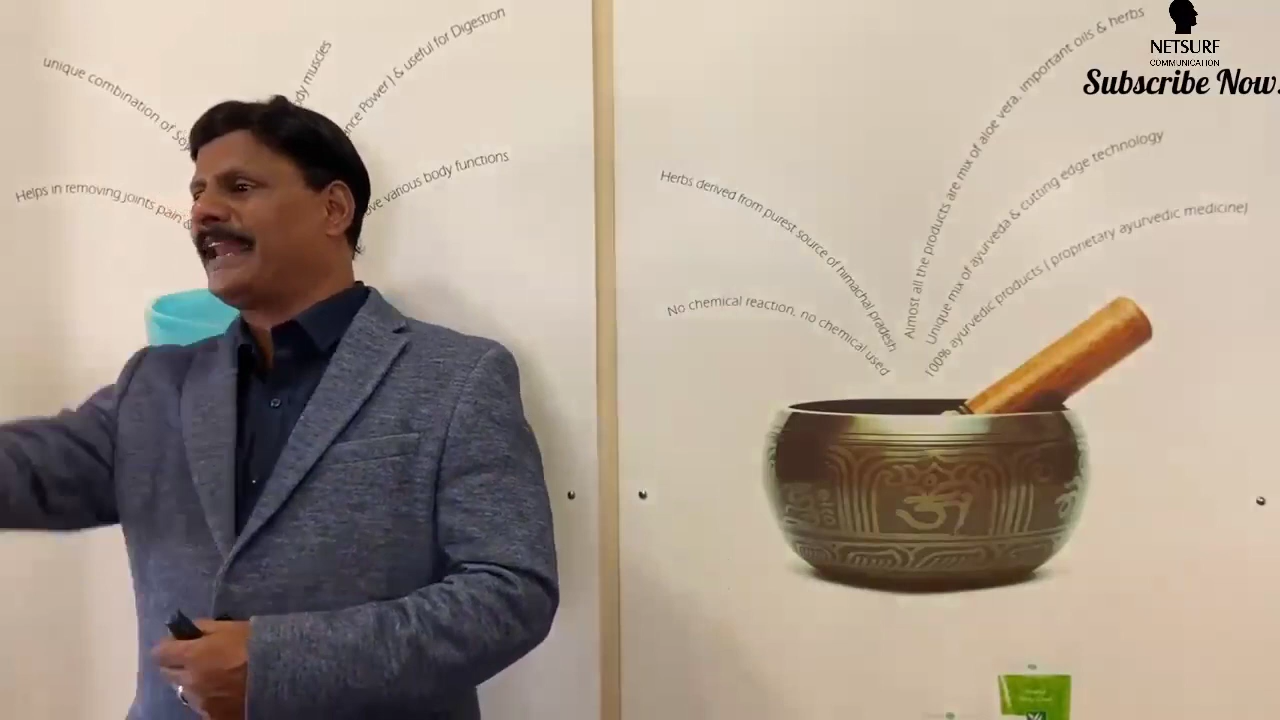 unique combination of Soy
body muscies
nce Power ) & useful for Digestion
Helps in removing joints pain
ve various body functions
Herbs derived from purest source of himachal pradesh
No chemical reaction, no chemical used
Almost all the products are mix of aloe vera, important oils & herbs
Unique mix of ayurveda & cutting edge technology
100% ayurvedic products ( proprietary ayurvedic medicine)
NETSURF
COMMUNICATION
Subscribe Now